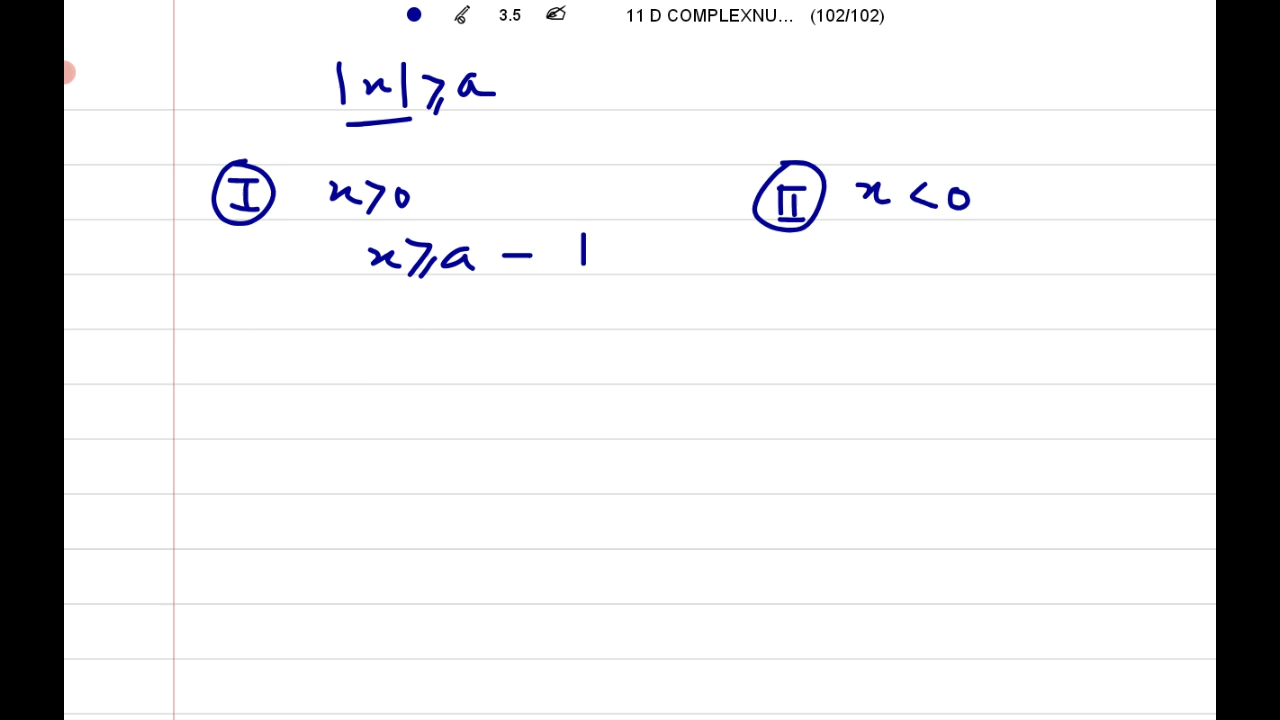 3.5 11 D COMPLEXNU... (102/102)
|x| ⩾ a
I x > 0 II x < 0
x ⩾ a – 1